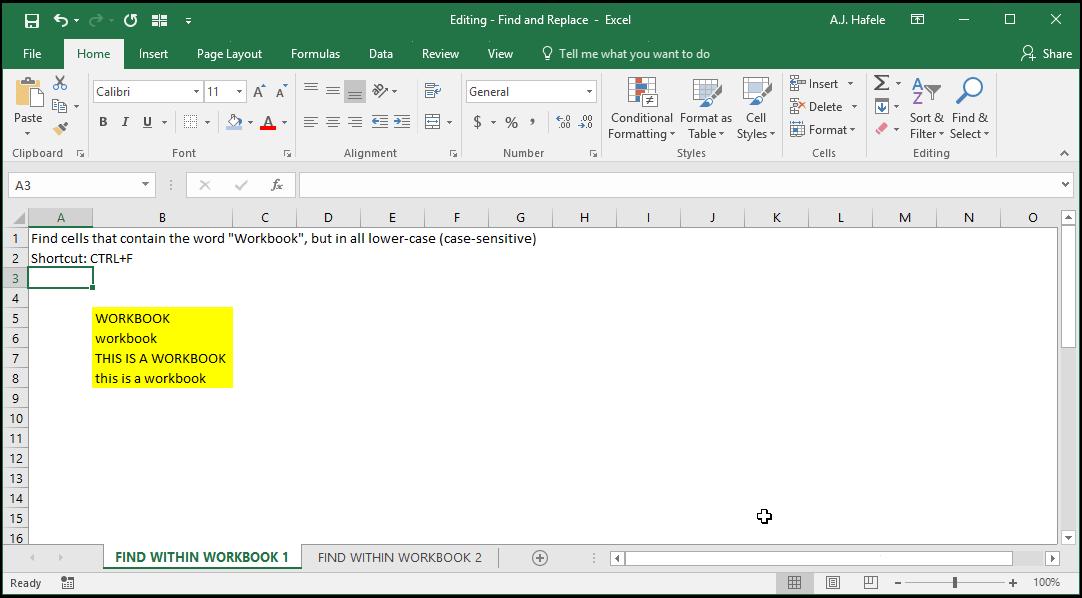 Editing - Find and Replace - Excel
A.J. Hafele
File Home Insert Page Layout Formulas Data Review View Tell me what you want to do Share
Calibri 11 General
Paste
B I U $ % ,
Conditional Formatting
Format as Table
Cell Styles
Insert
Delete
Format
Sort & Filter
Find & Select
Clipboard Font Alignment Number Styles Cells Editing
A3 fx
A B C D E F G H I J K L M N O
1 Find cells that contain the word "Workbook", but in all lower-case (case-sensitive)
2 Shortcut: CTRL+F
3
4
5 WORKBOOK
6 workbook
7 THIS IS A WORKBOOK
8 this is a workbook
9
10
11
12
13
14
15
16
FIND WITHIN WORKBOOK 1 FIND WITHIN WORKBOOK 2
Ready 100%